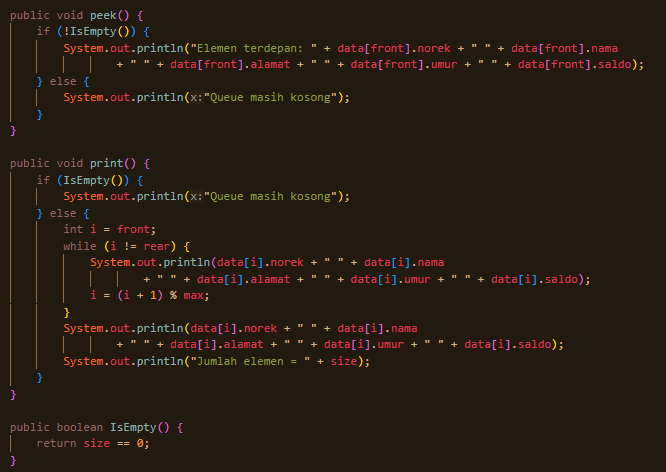 public void peek() {
if (!IsEmpty()) {
System.out.println("Elemen terdepan: " + data[front].norek + " " + data[front].nama
+ " " + data[front].alamat + " " + data[front].umur + " " + data[front].saldo);
} else {
System.out.println(x:"Queue masih kosong");
}
}
public void print() {
if (IsEmpty()) {
System.out.println(x:"Queue masih kosong");
} else {
int i = front;
while (i != rear) {
System.out.println(data[i].norek + " " + data[i].nama
+ " " + data[i].alamat + " " + data[i].umur + " " + data[i].saldo);
i = (i + 1) % max;
}
System.out.println(data[i].norek + " " + data[i].nama
+ " " + data[i].alamat + " " + data[i].umur + " " + data[i].saldo);
System.out.println("Jumlah elemen = " + size);
}
}
public boolean IsEmpty() {
return size == 0;
}